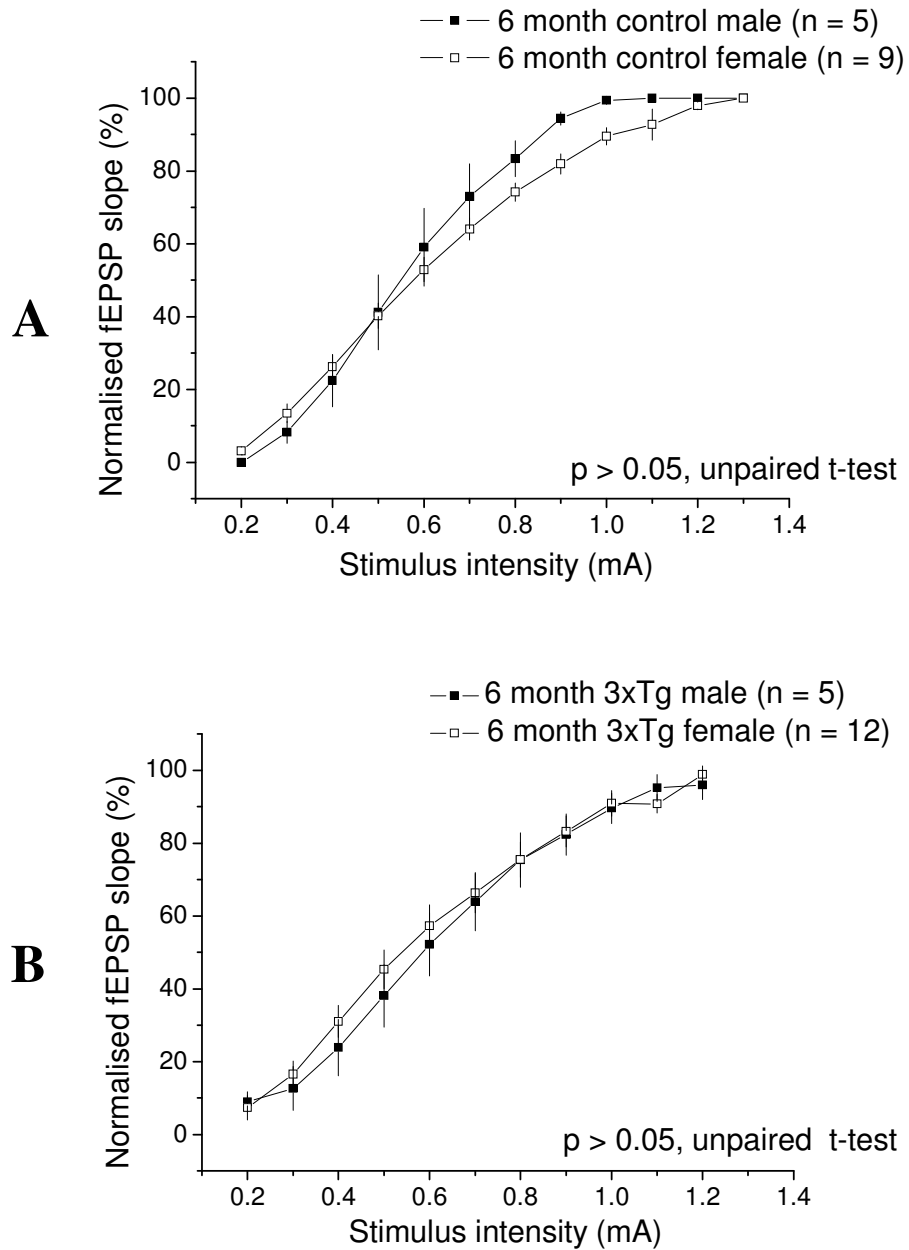 6 month control male (n = 5)
6 month control female (n = 9)
100
80
60
40
20
0
Normalised fEPSP slope (%)
A
p > 0.05, unpaired t-test
0.2 0.4 0.6 0.8 1.0 1.2 1.4
Stimulus intensity (mA)
6 month 3xTg male (n = 5)
6 month 3xTg female (n = 12)
100
80
60
40
20
0
Normalised fEPSP slope (%)
B
p > 0.05, unpaired t-test
0.2 0.4 0.6 0.8 1.0 1.2 1.4
Stimulus intensity (mA)